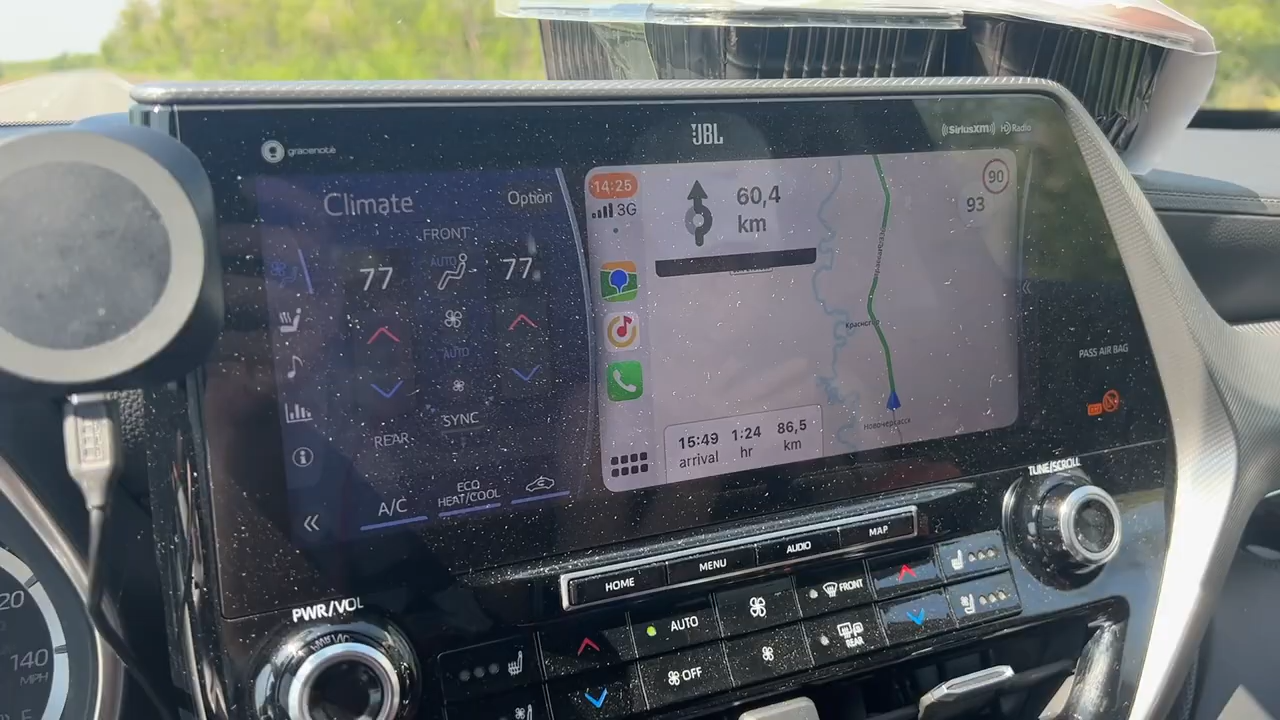 gracenote
JBL
SiriusXM
HD Radio
Climate
Option
FRONT
AUTO
77
77
AUTO
SYNC
REAR
A/C
ECO
HEAT/COOL
14:25
3G
60,4
km
90
93
Новочеркасск
15:49
arrival
1:24
hr
86,5
km
PASS AIR BAG
TUNE/SCROLL
HOME
MENU
AUDIO
MAP
PWR/VOL
AUTO
FRONT
OFF
REAR
140
MPH
E